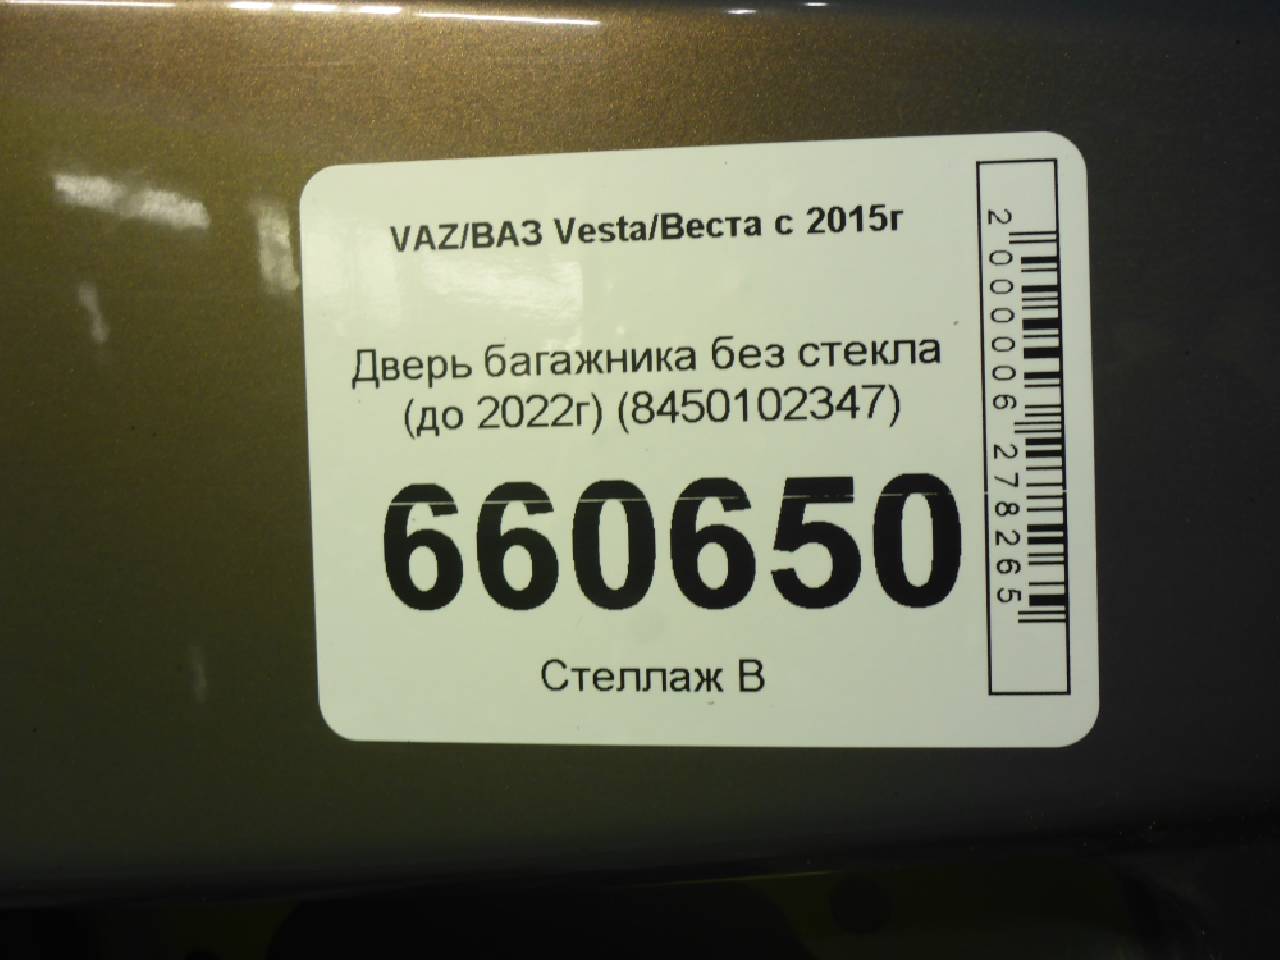 VAZ/ВАЗ Vesta/Веста с 2015г
Дверь багажника без стекла
(до 2022г) (8450102347)
660650
Стеллаж В
2000006278265